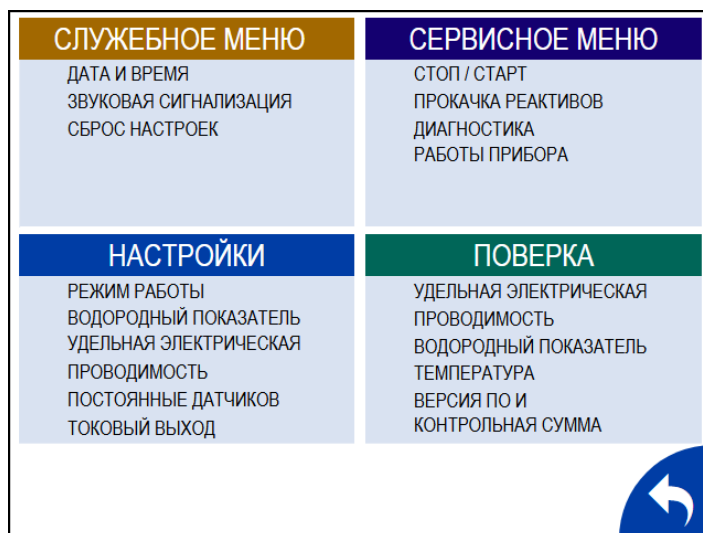 СЛУЖЕБНОЕ МЕНЮ
ДАТА И ВРЕМЯ
ЗВУКОВАЯ СИГНАЛИЗАЦИЯ
СБРОС НАСТРОЕК
СЕРВИСНОЕ МЕНЮ
СТОП / СТАРТ
ПРОКАЧКА РЕАКТИВОВ
ДИАГНОСТИКА
РАБОТЫ ПРИБОРА
НАСТРОЙКИ
РЕЖИМ РАБОТЫ
ВОДОРОДНЫЙ ПОКАЗАТЕЛЬ
УДЕЛЬНАЯ ЭЛЕКТРИЧЕСКАЯ
ПРОВОДИМОСТЬ
ПОСТОЯННЫЕ ДАТЧИКОВ
ТОКОВЫЙ ВЫХОД
ПОВЕРКА
УДЕЛЬНАЯ ЭЛЕКТРИЧЕСКАЯ
ПРОВОДИМОСТЬ
ВОДОРОДНЫЙ ПОКАЗАТЕЛЬ
ТЕМПЕРАТУРА
ВЕРСИЯ ПО И
КОНТРОЛЬНАЯ СУММА